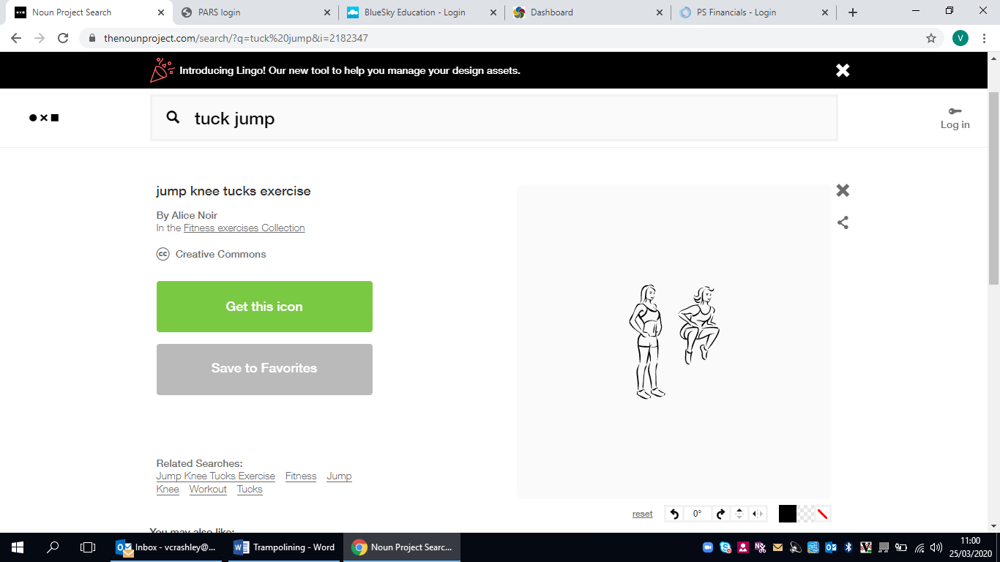 Noun Project Search
PARS login
BlueSky Education - Login
Dashboard
PS Financials - Login
thenounproject.com/search/?q=tuck%20jump&i=2182347
V
Introducing Lingo! Our new tool to help you manage your design assets.
tuck jump
Log in
jump knee tucks exercise
By Alice Noir
In the Fitness exercises Collection
cc Creative Commons
Get this icon
Save to Favorites
Related Searches:
Jump Knee Tucks Exercise Fitness Jump
Knee Workout Tucks
reset 0°
You may also like:
Inbox - vcrashley@...
Trampolining - Word
Noun Project Searc...
11:00
25/03/2020